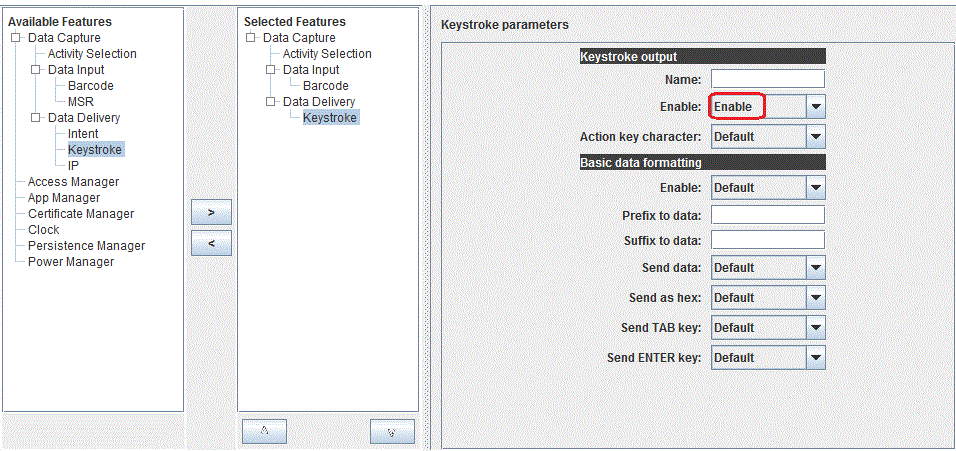 Available Features
Data Capture
Activity Selection
Data Input
Barcode
MSR
Data Delivery
Intent
Keystroke
IP
Access Manager
App Manager
Certificate Manager
Clock
Persistence Manager
Power Manager
>
<
Selected Features
Data Capture
Activity Selection
Data Input
Barcode
Data Delivery
Keystroke
Keystroke parameters
Keystroke output
Name:
Enable: Enable
Action key character: Default
Basic data formatting
Enable: Default
Prefix to data:
Suffix to data:
Send data: Default
Send as hex: Default
Send TAB key: Default
Send ENTER key: Default